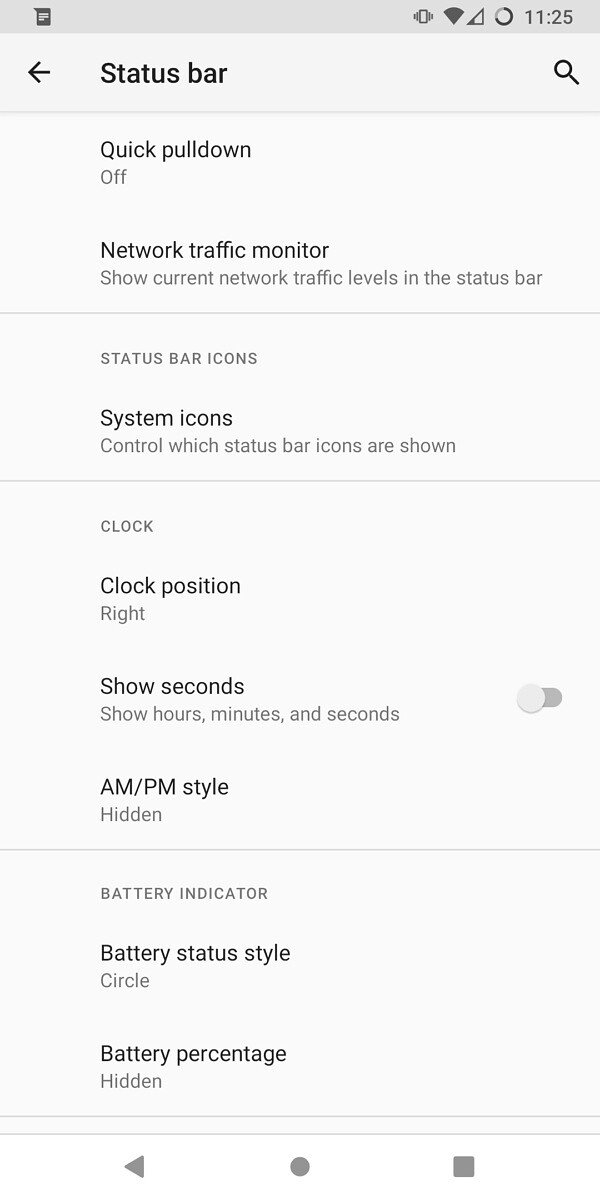 11:25
Status bar
Quick pulldown
Off
Network traffic monitor
Show current network traffic levels in the status bar
STATUS BAR ICONS
System icons
Control which status bar icons are shown
CLOCK
Clock position
Right
Show seconds
Show hours, minutes, and seconds
AM/PM style
Hidden
BATTERY INDICATOR
Battery status style
Circle
Battery percentage
Hidden